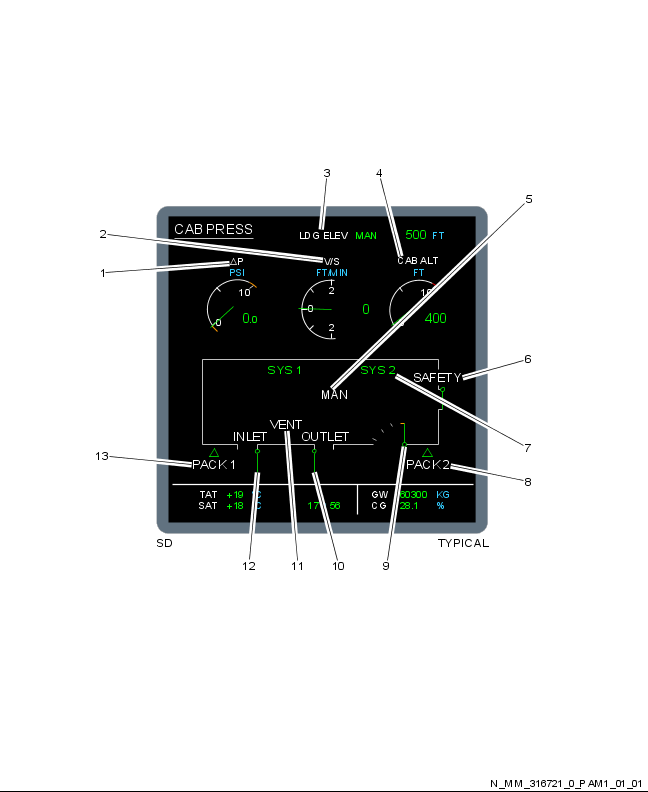 3 4
5
2
1
CAB PRESS LDG ELEV MAN 500 FT
△P V/S CAB ALT
PSI FT/MIN FT
10 2 10
0 0.0 0 0 0 400
2
SYS 1 SYS 2
SAFETY 6
MAN
VENT
INLET OUTLET
7
13 PACK 1 PACK 2
8
TAT +19 °C GW 60300 KG
SAT +18 °C 17 56 CG 28.1 %
SD TYPICAL
12 11 10 9
N_MM_316721_0_PAM1_01_01